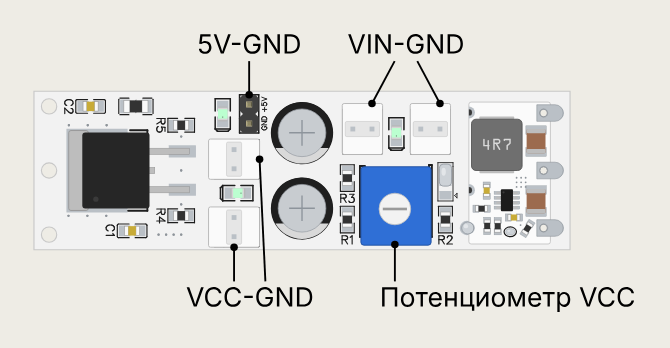 5V-GND VIN-GND
C2
R5
GND +5V
4R7
R3
R4
C1
R1 R2
VCC-GND Потенциометр VCC